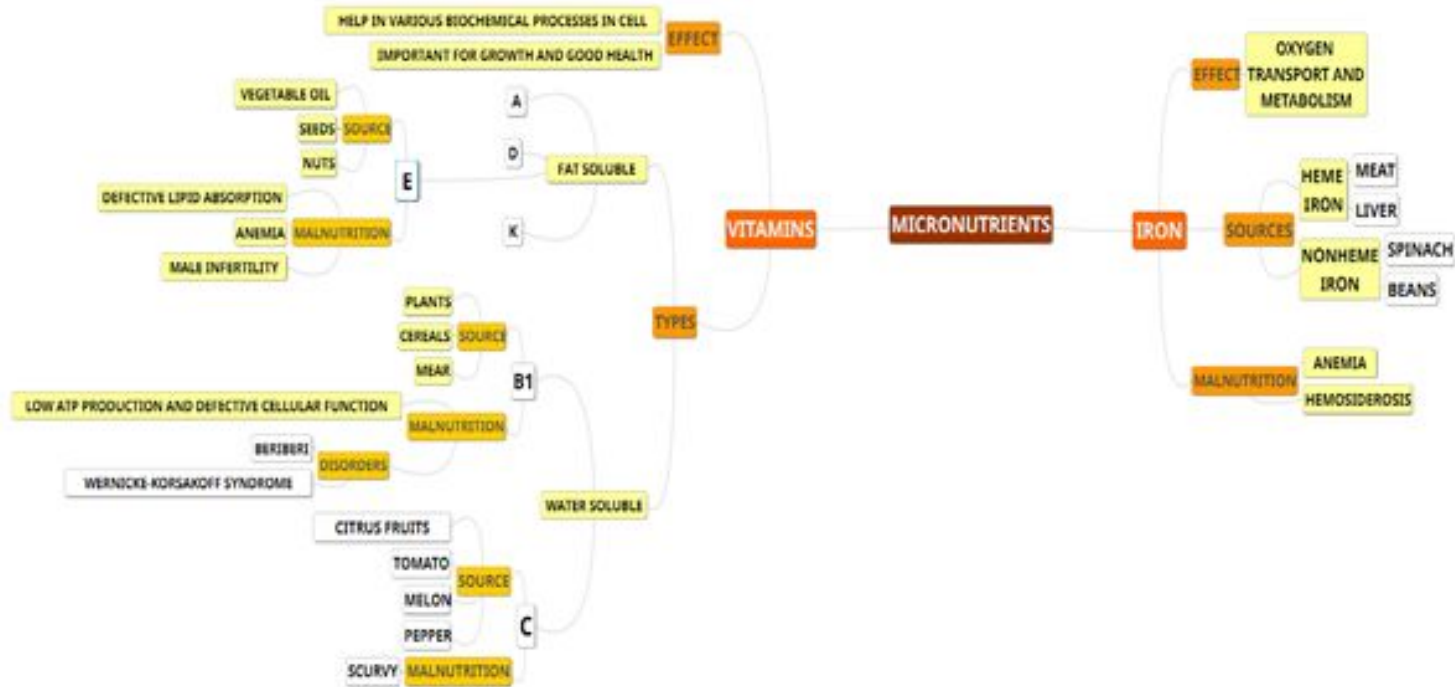 HELP IN VARIOUS BIOCHEMICAL PROCESSES IN CELL
IMPORTANT FOR GROWTH AND GOOD HEALTH
EFFECT
VEGETABLE OIL
SEEDS
NUTS
SOURCE
DEFECTIVE LIPID ABSORPTION
ANEMIA
MALE INFERTILITY
MALNUTRITION
E
A
D
K
FAT SOLUBLE
PLANTS
CEREALS
MEAR
SOURCE
B1
LOW ATP PRODUCTION AND DEFECTIVE CELLULAR FUNCTION
MALNUTRITION
BERIBERI
WERNICKE-KORSAKOFF SYNDROME
DISORDERS
CITRUS FRUITS
TOMATO
MELON
PEPPER
SOURCE
C
SCURVY
MALNUTRITION
WATER SOLUBLE
TYPES
VITAMINS
MICRONUTRIENTS
IRON
EFFECT
OXYGEN
TRANSPORT AND
METABOLISM
SOURCES
HEME
IRON
MEAT
LIVER
NONHEME
IRON
SPINACH
BEANS
MALNUTRITION
ANEMIA
HEMOSIDEROSIS